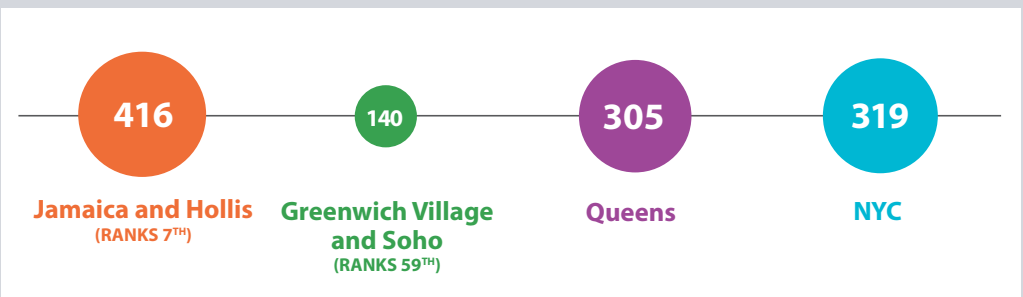 416
140
305
319
Jamaica and Hollis
(RANKS 7TH)
Greenwich Village
and Soho
(RANKS 59TH)
Queens
NYC